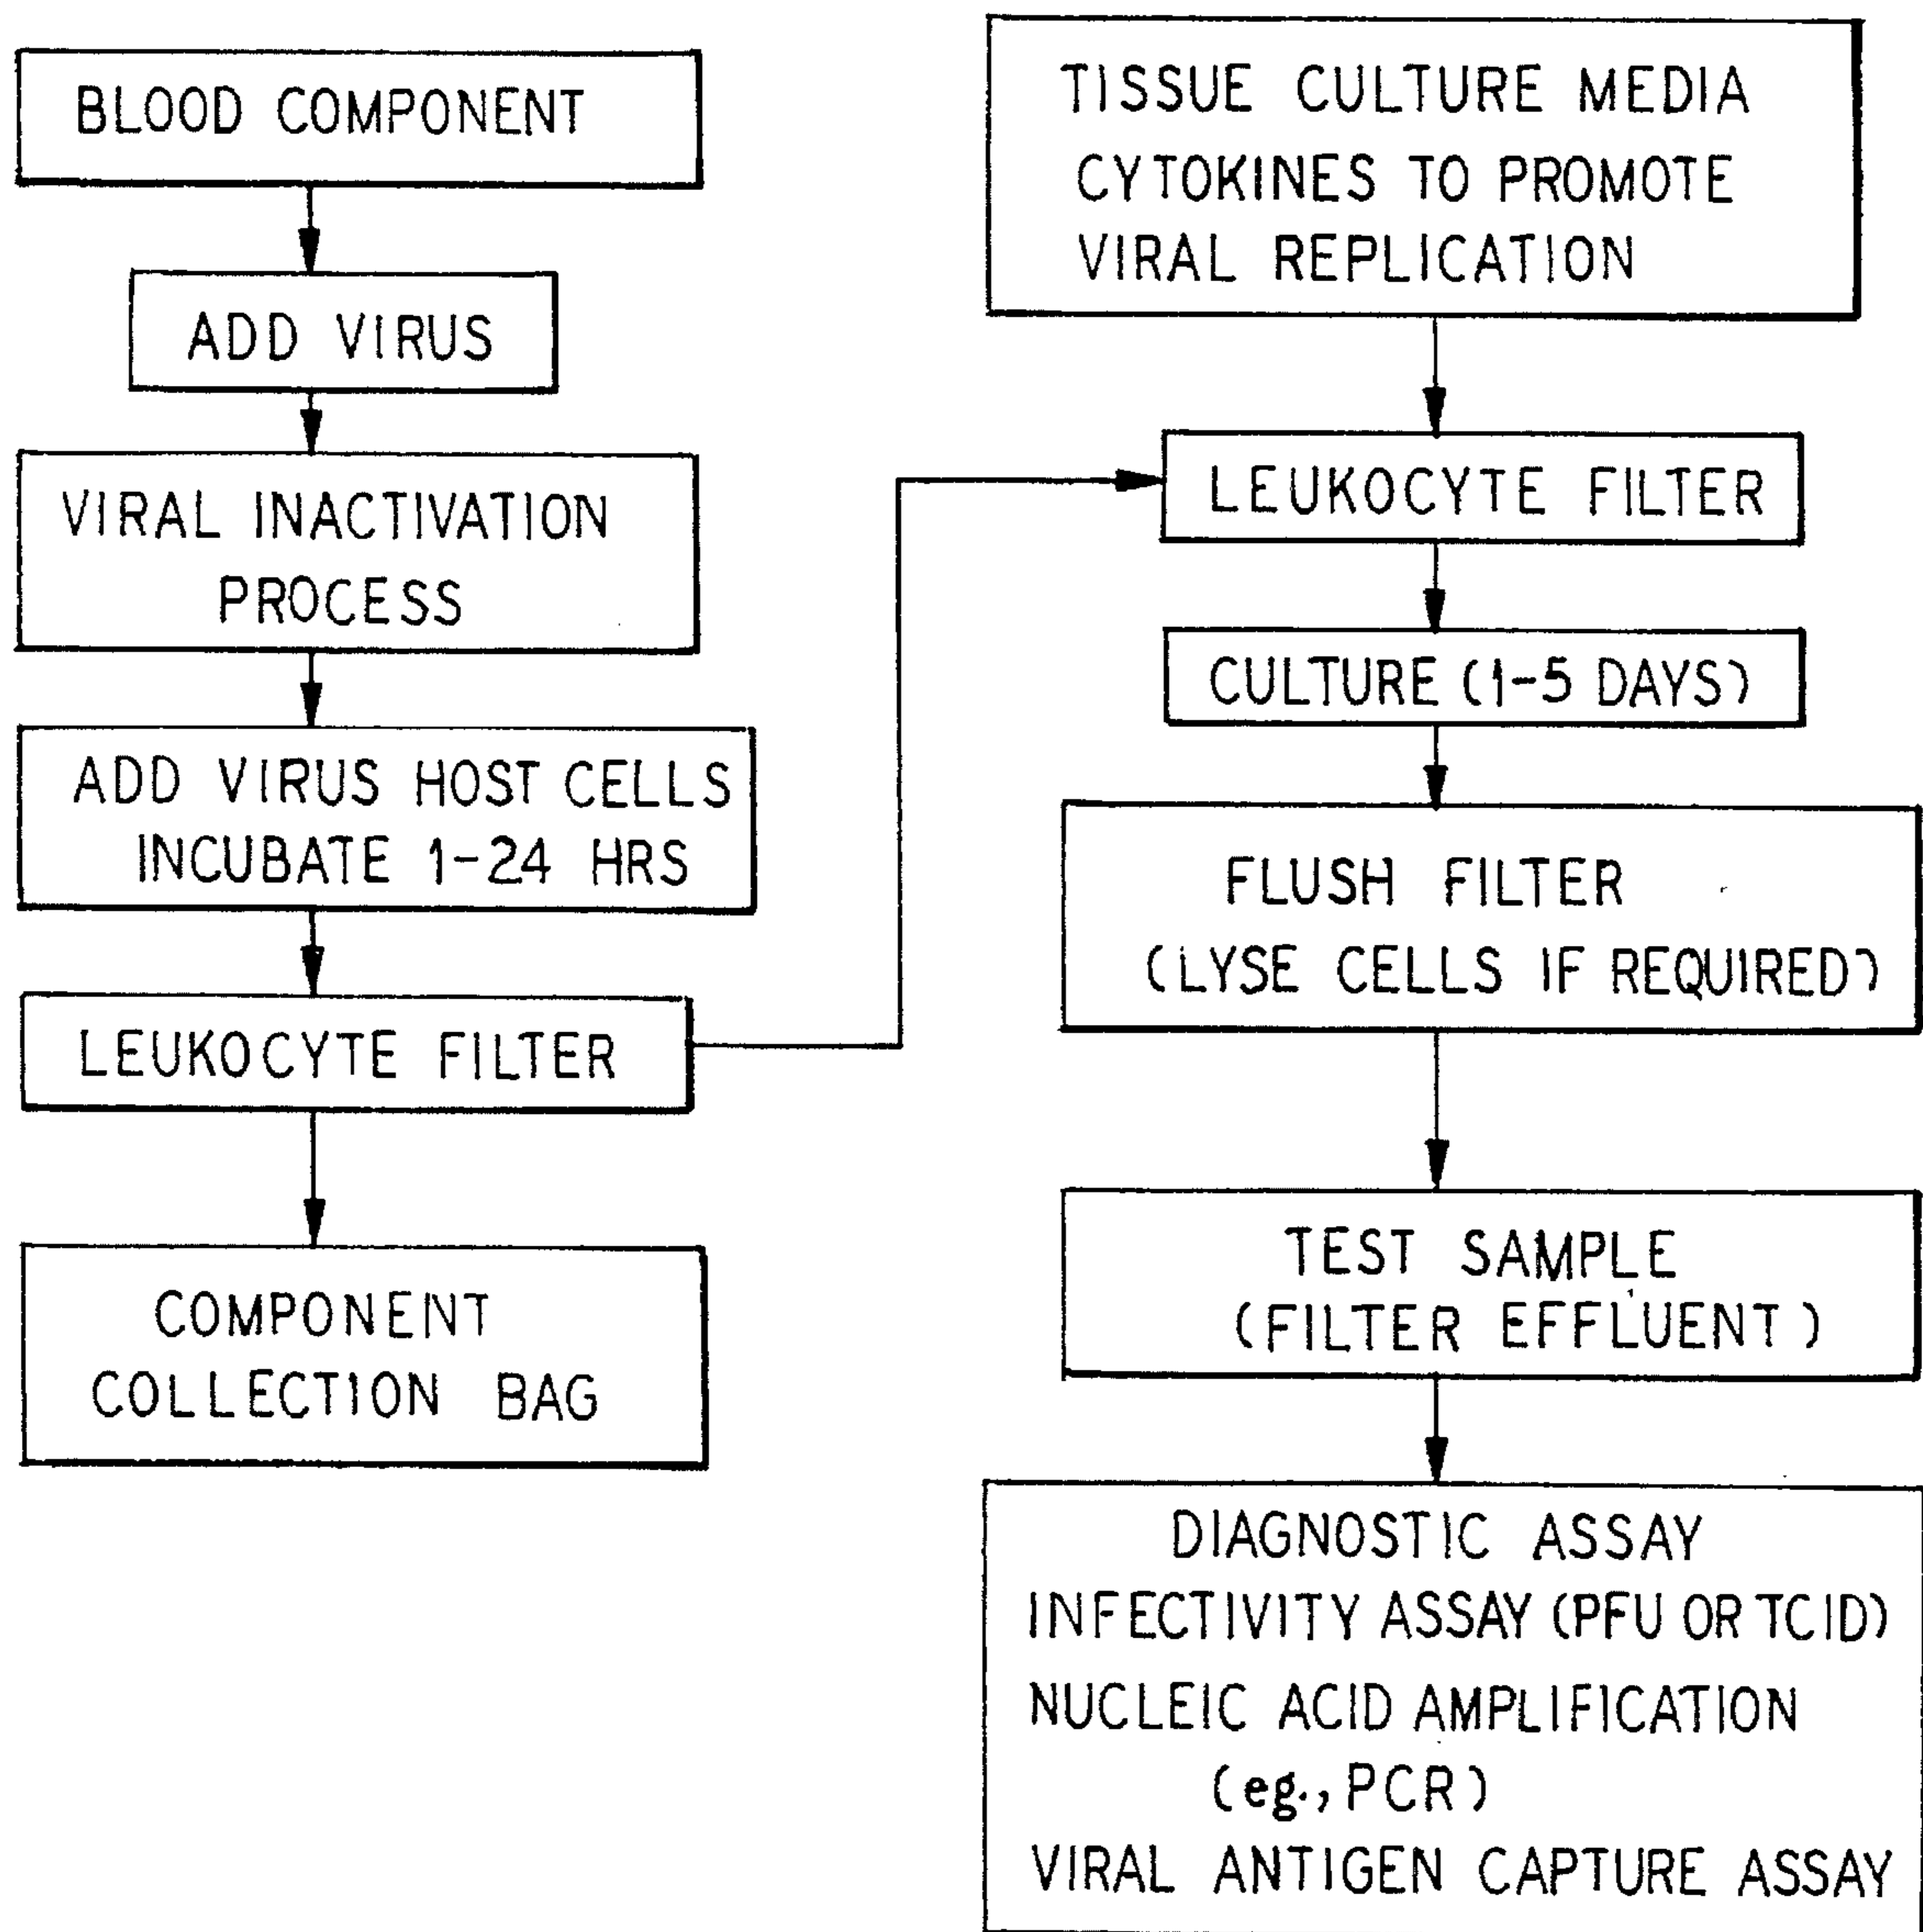 BLOOD COMPONENT
ADD VIRUS
VIRAL INACTIVATION
PROCESS
ADD VIRUS HOST CELLS
INCUBATE 1-24 HRS
LEUKOCYTE FILTER
COMPONENT
COLLECTION BAG
TISSUE CULTURE MEDIA
CYTOKINES TO PROMOTE
VIRAL REPLICATION
LEUKOCYTE FILTER
CULTURE (1-5 DAYS)
FLUSH FILTER
(LYSE CELLS IF REQUIRED)
TEST SAMPLE
(FILTER EFFLUENT)
DIAGNOSTIC ASSAY
INFECTIVITY ASSAY (PFU OR TCID)
NUCLEIC ACID AMPLIFICATION
(eg., PCR)
VIRAL ANTIGEN CAPTURE ASSAY